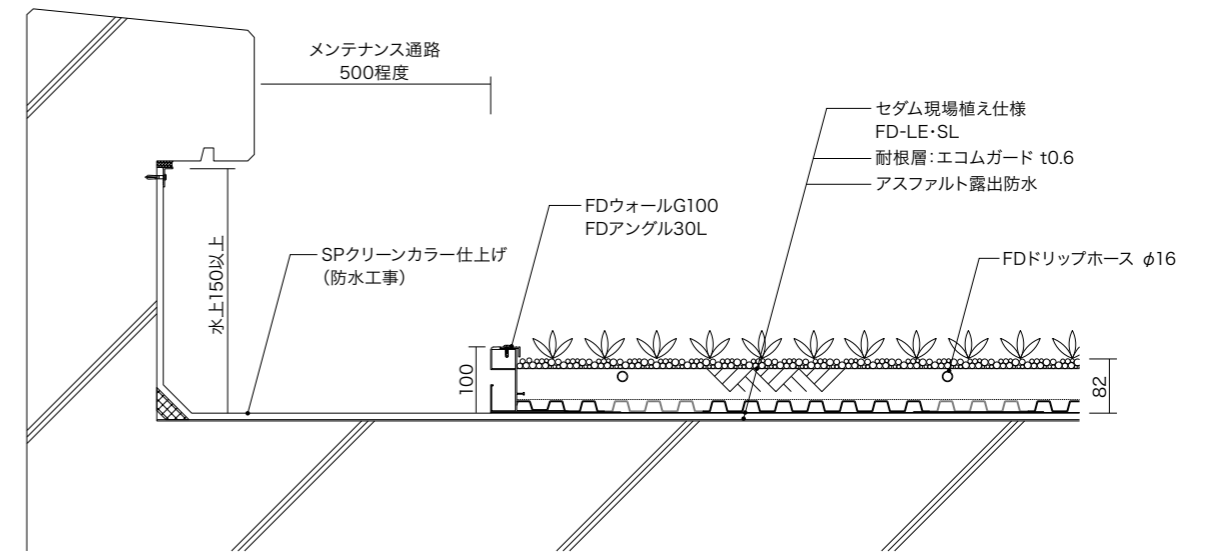 メンテナンス通路
500程度
セダム現場植え仕様
FD-LE・SL
耐根層：エコムガード t0.6
アスファルト露出防水
FDウォールG100
FDアングル30L
SPクリーンカラー仕上げ
（防水工事）
FDドリップホース φ16
水上150以上
100
82